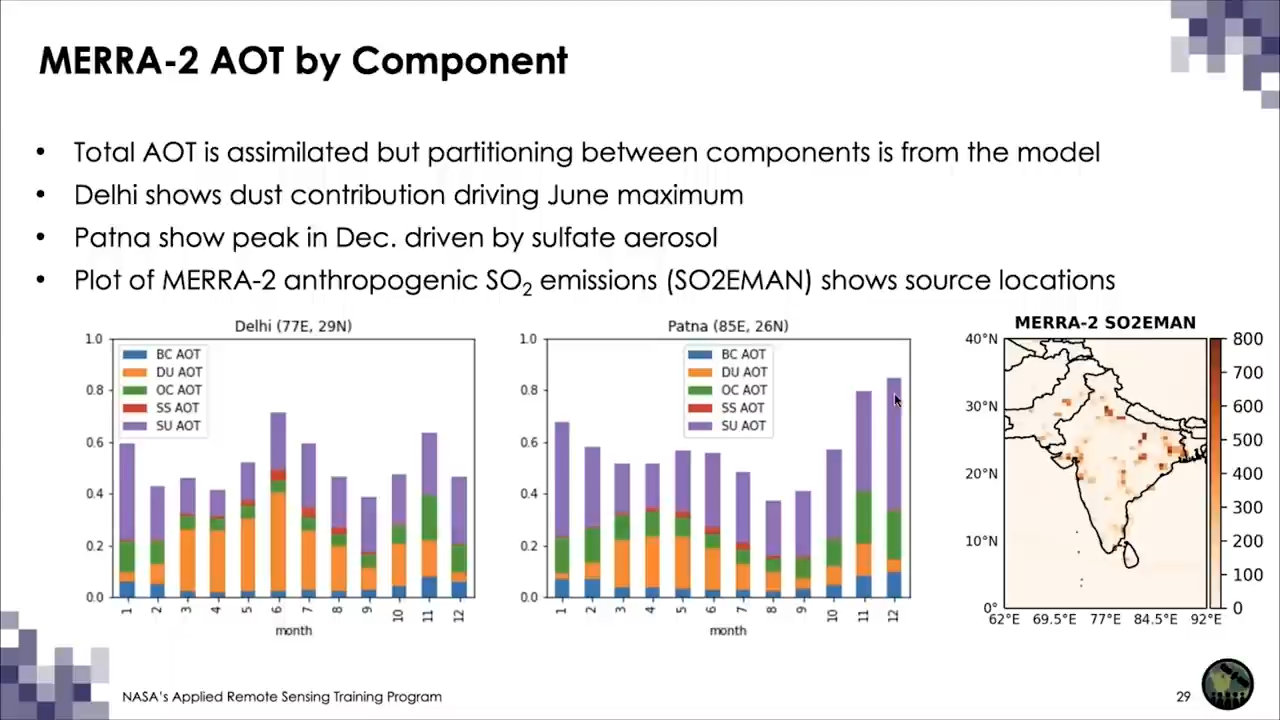 MERRA-2 AOT by Component
• Total AOT is assimilated but partitioning between components is from the model
• Delhi shows dust contribution driving June maximum
• Patna show peak in Dec. driven by sulfate aerosol
• Plot of MERRA-2 anthropogenic SO2 emissions (SO2EMAN) shows source locations
Delhi (77E, 29N)
1.0
0.8
0.6
0.4
0.2
0.0
BC AOT
DU AOT
OC AOT
SS AOT
SU AOT
1 2 3 4 5 6 7 8 9 10 11 12
month
Patna (85E, 26N)
1.0
0.8
0.6
0.4
0.2
0.0
BC AOT
DU AOT
OC AOT
SS AOT
SU AOT
1 2 3 4 5 6 7 8 9 10 11 12
month
MERRA-2 SO2EMAN
40°N
30°N
20°N
10°N
0°
62°E 69.5°E 77°E 84.5°E 92°E
800
700
600
500
400
300
200
100
0
NASA's Applied Remote Sensing Training Program
29